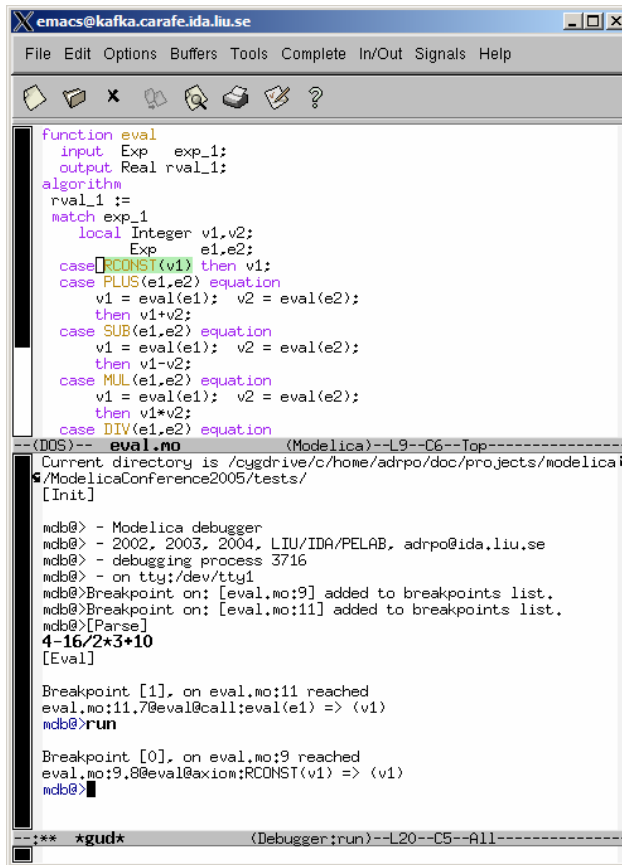 emacs@kafka.carafe.ida.liu.se
File Edit Options Buffers Tools Complete In/Out Signals Help
function eval
input Exp exp_1;
output Real rval_1;
algorithm
rval_1 :=
match exp_1
local Integer v1,v2;
Exp e1,e2;
case RCONST(v1) then v1;
case PLUS(e1,e2) equation
v1 = eval(e1); v2 = eval(e2);
then v1+v2;
case SUB(e1,e2) equation
v1 = eval(e1); v2 = eval(e2);
then v1-v2;
case MUL(e1,e2) equation
v1 = eval(e1); v2 = eval(e2);
then v1*v2;
case DIV(e1,e2) equation
--(DOS)-- eval.mo (Modelica)--L9--C6--Top----------------
Current directory is /cygdrive/c/home/adrpo/doc/projects/modelica
/ModelicaConference2005/tests/
[Init]
mdb@> - Modelica debugger
mdb@> - 2002, 2003, 2004, LIU/IDA/PELAB, adrpo@ida.liu.se
mdb@> - debugging process 3716
mdb@> - on tty:/dev/tty1
mdb@>Breakpoint on: [eval.mo:9] added to breakpoints list.
mdb@>Breakpoint on: [eval.mo:11] added to breakpoints list.
mdb@>[Parse]
4-16/2*3+10
[Eval]
Breakpoint [1], on eval.mo:11 reached
eval.mo:11.7@eval@call:eval(e1) => (v1)
mdb@>run
Breakpoint [0], on eval.mo:9 reached
eval.mo:9.8@eval@axiom:RCONST(v1) => (v1)
mdb@>
--:** *gud* (Debugger:run)--L20--C5--All---------------